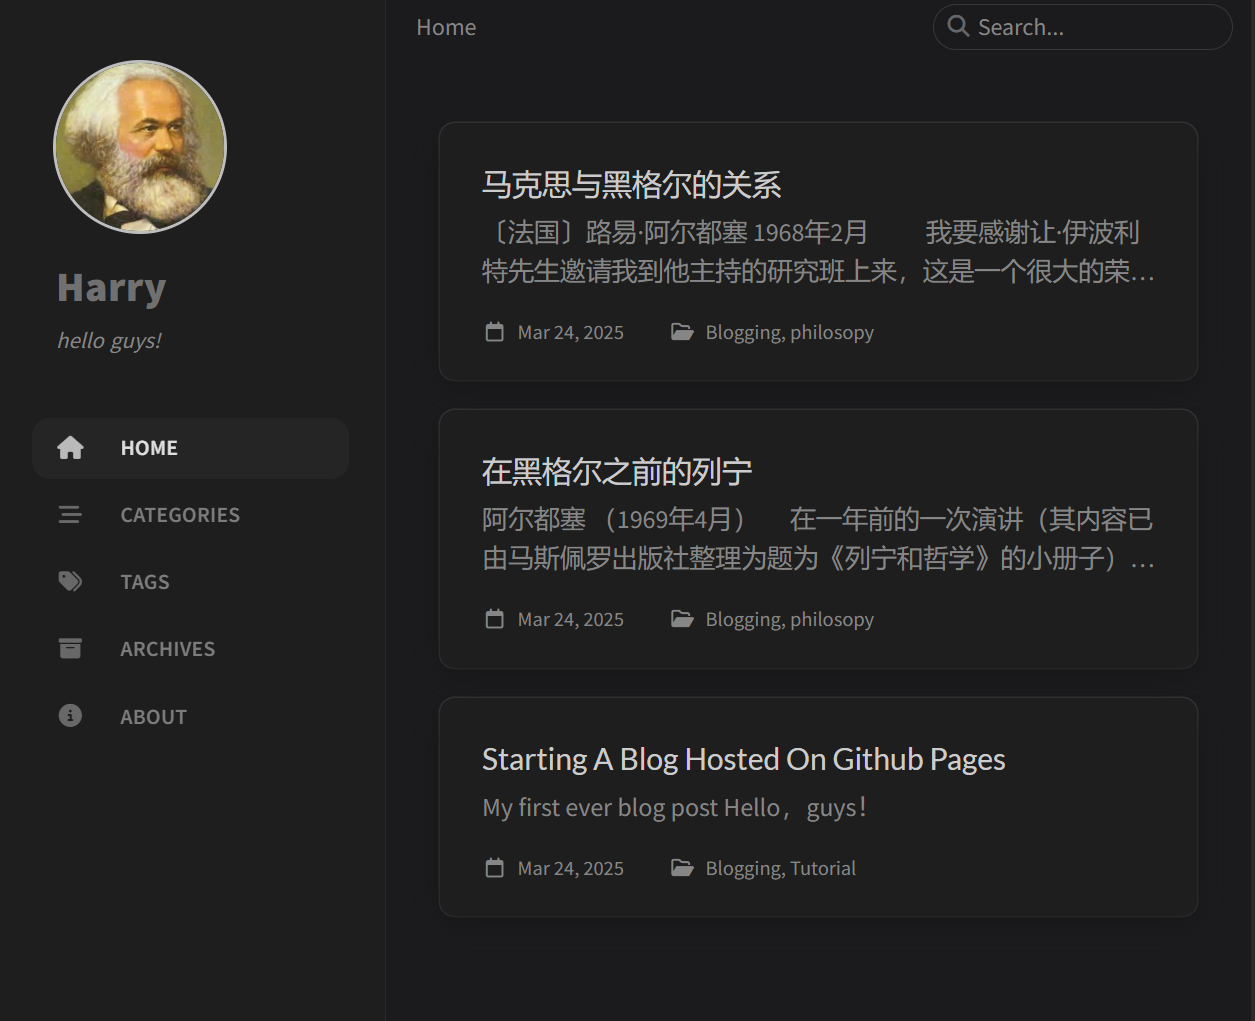 Home
Search...
Harry
hello guys!
HOME
CATEGORIES
TAGS
ARCHIVES
ABOUT
马克思与黑格尔的关系
〔法国〕路易·阿尔都塞 1968年2月 我要感谢让·伊波利
特先生邀请我到他主持的研究班上来，这是一个很大的荣…
Mar 24, 2025 Blogging, philosopy
在黑格尔之前的列宁
阿尔都塞 （1969年4月） 在一年前的一次演讲（其内容已
由马斯佩罗出版社整理为题为《列宁和哲学》的小册子）…
Mar 24, 2025 Blogging, philosopy
Starting A Blog Hosted On Github Pages
My first ever blog post Hello，guys！
Mar 24, 2025 Blogging, Tutorial